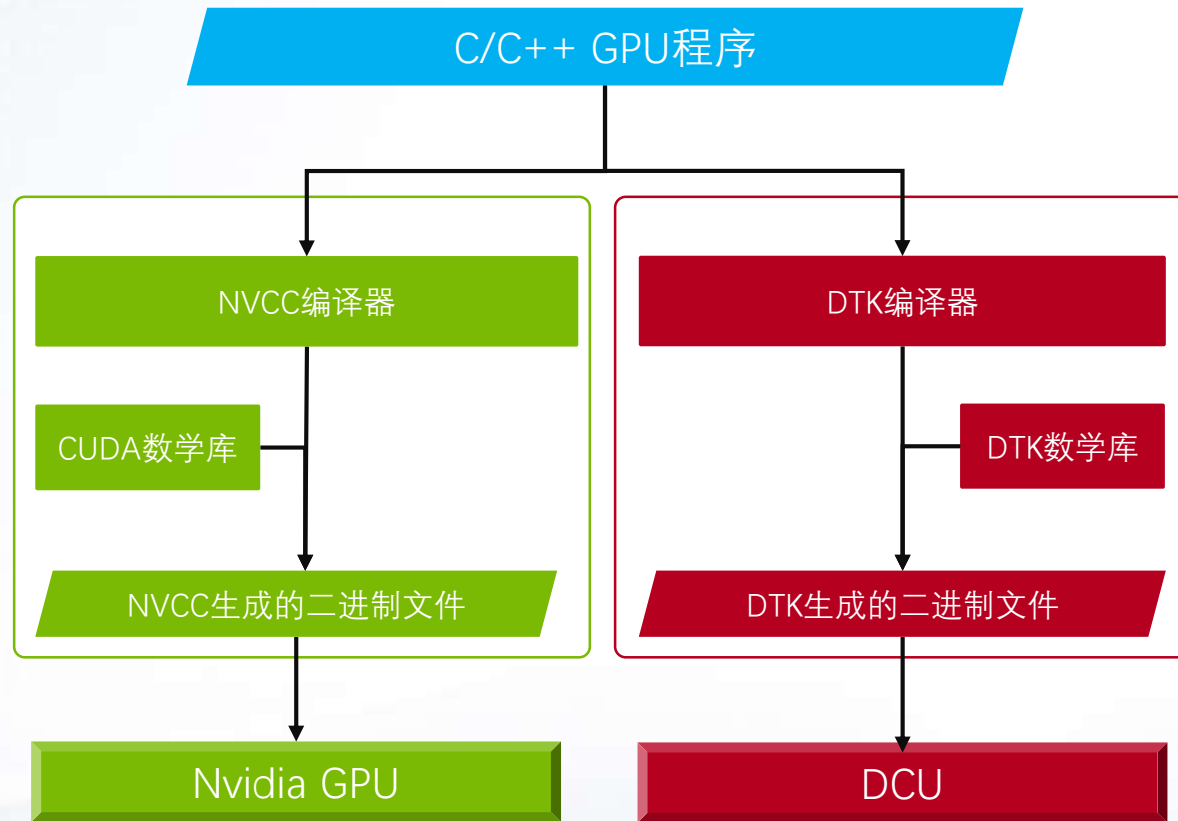 C/C++ GPU程序
NVCC编译器
DTK编译器
CUDA数学库
DTK数学库
NVCC生成的二进制文件
DTK生成的二进制文件
Nvidia GPU
DCU